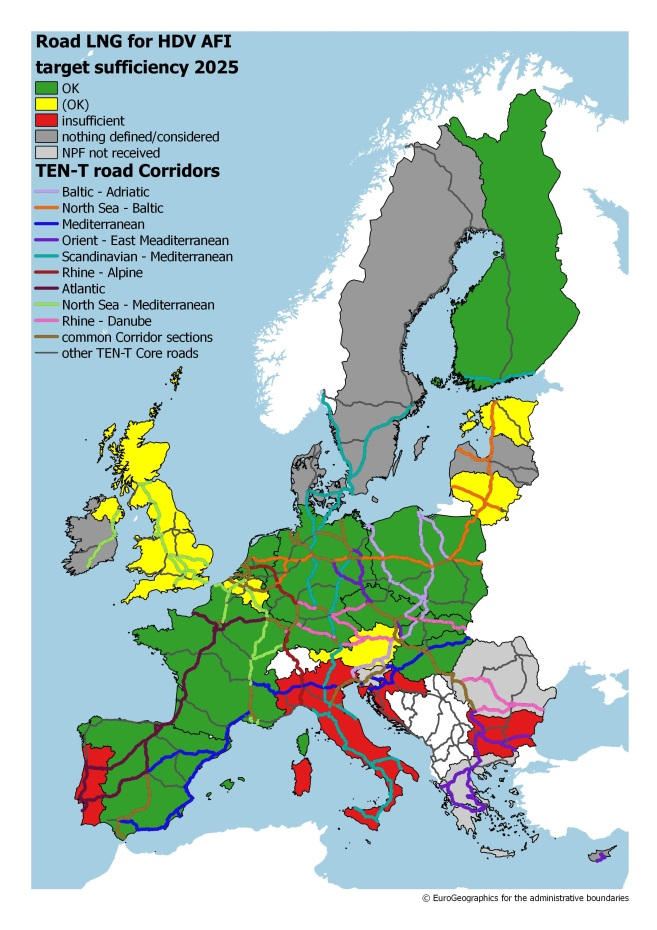 Road LNG for HDV AFI
target sufficiency 2025
OK
(OK)
insufficient
nothing defined/considered
NPF not received
TEN-T road Corridors
Baltic - Adriatic
North Sea - Baltic
Mediterranean
Orient - East Meaditerranean
Scandinavian - Mediterranean
Rhine - Alpine
Atlantic
North Sea - Mediterranean
Rhine - Danube
common Corridor sections
other TEN-T Core roads
© EuroGeographics for the administrative boundaries